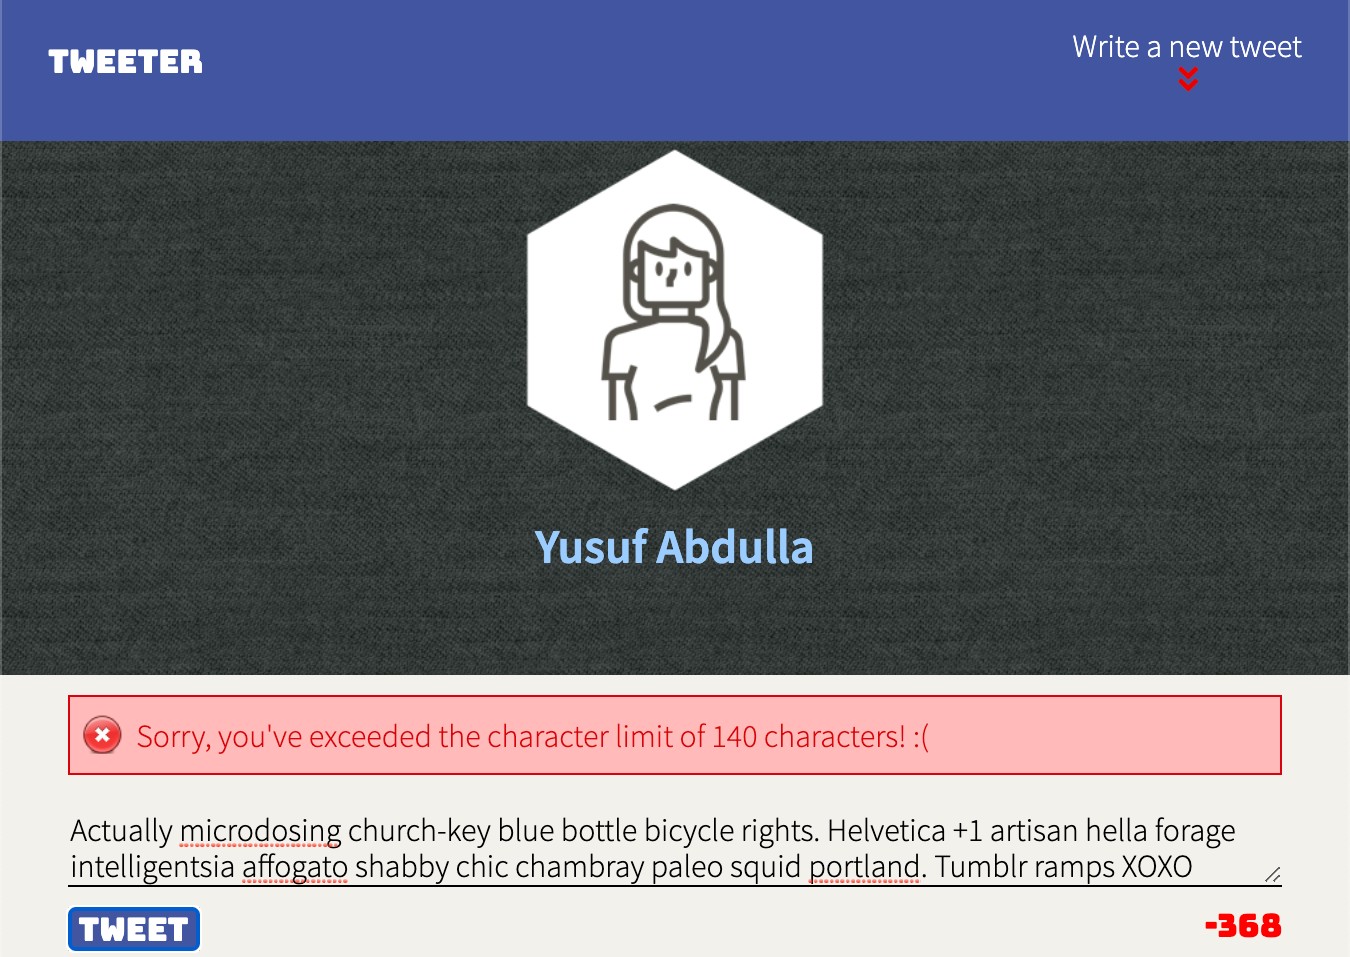 TWEETER
Write a new tweet
Yusuf Abdulla
Sorry, you've exceeded the character limit of 140 characters! :(
Actually microdosing church-key blue bottle bicycle rights. Helvetica +1 artisan hella forage
intelligentsia affogato shabby chic chambray paleo squid portland. Tumblr ramps XOXO
TWEET
-368